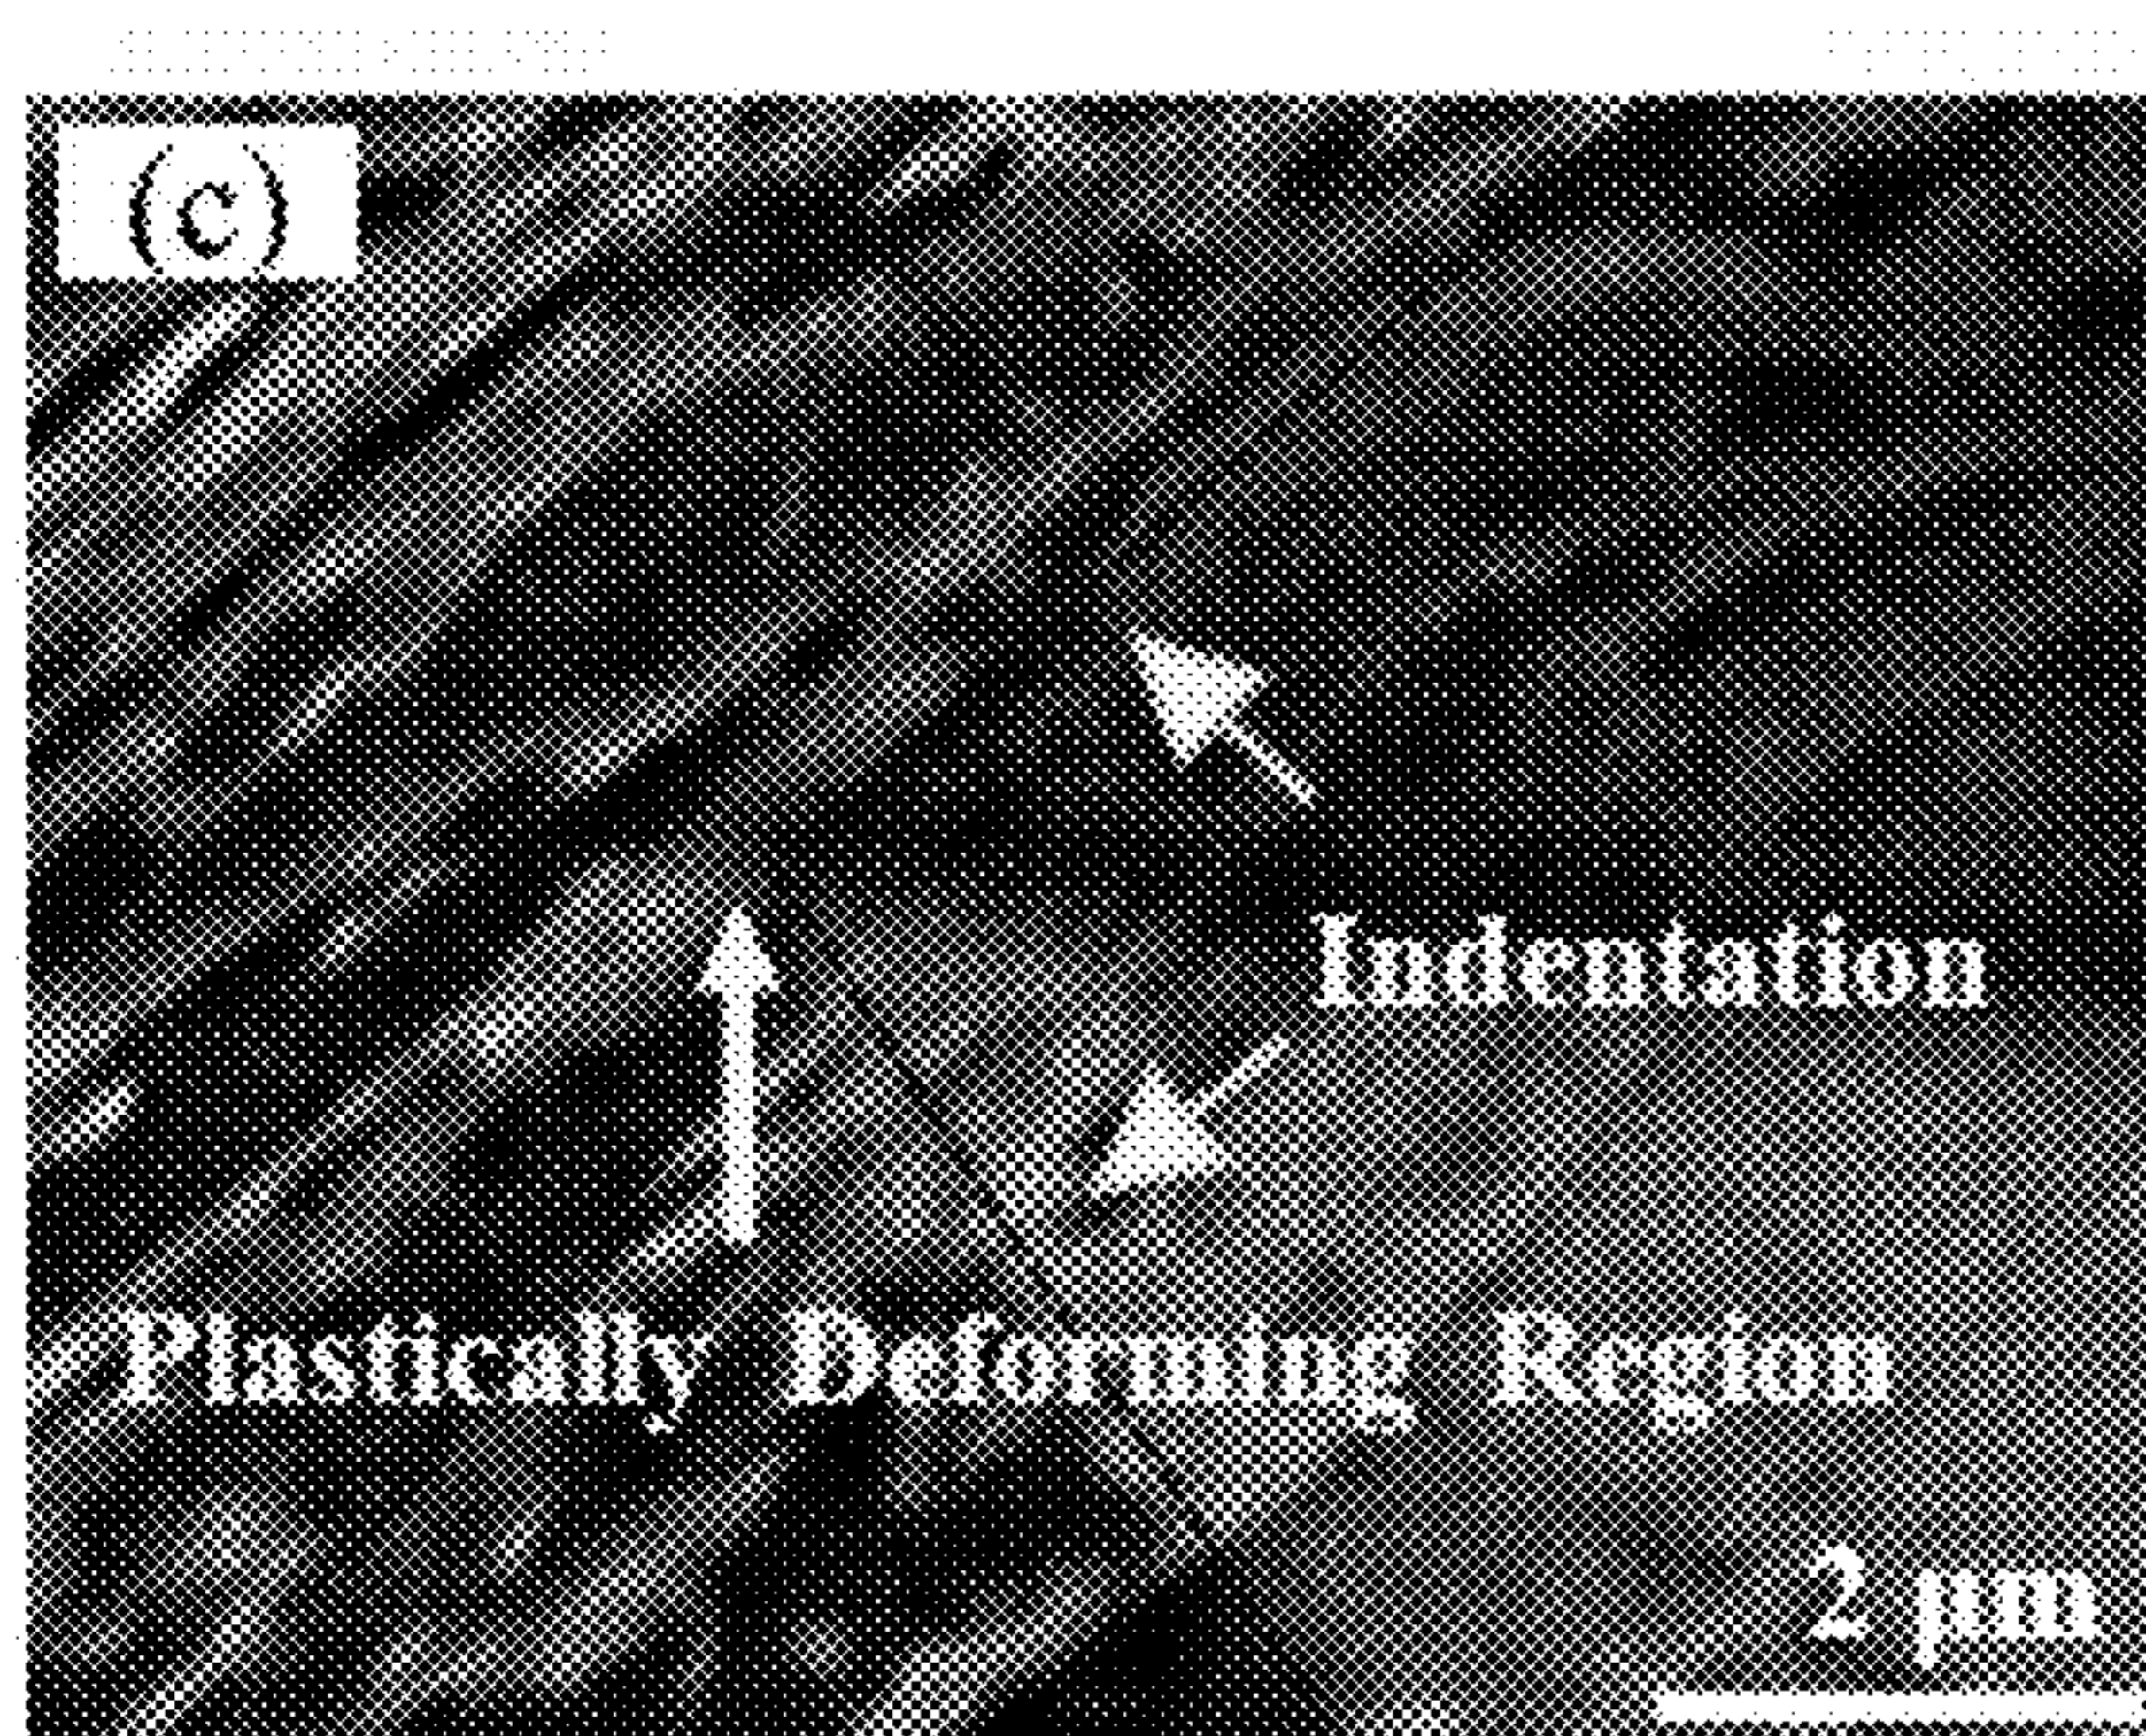 (c)
Indentation
Plastically Deforming Region
2 μm